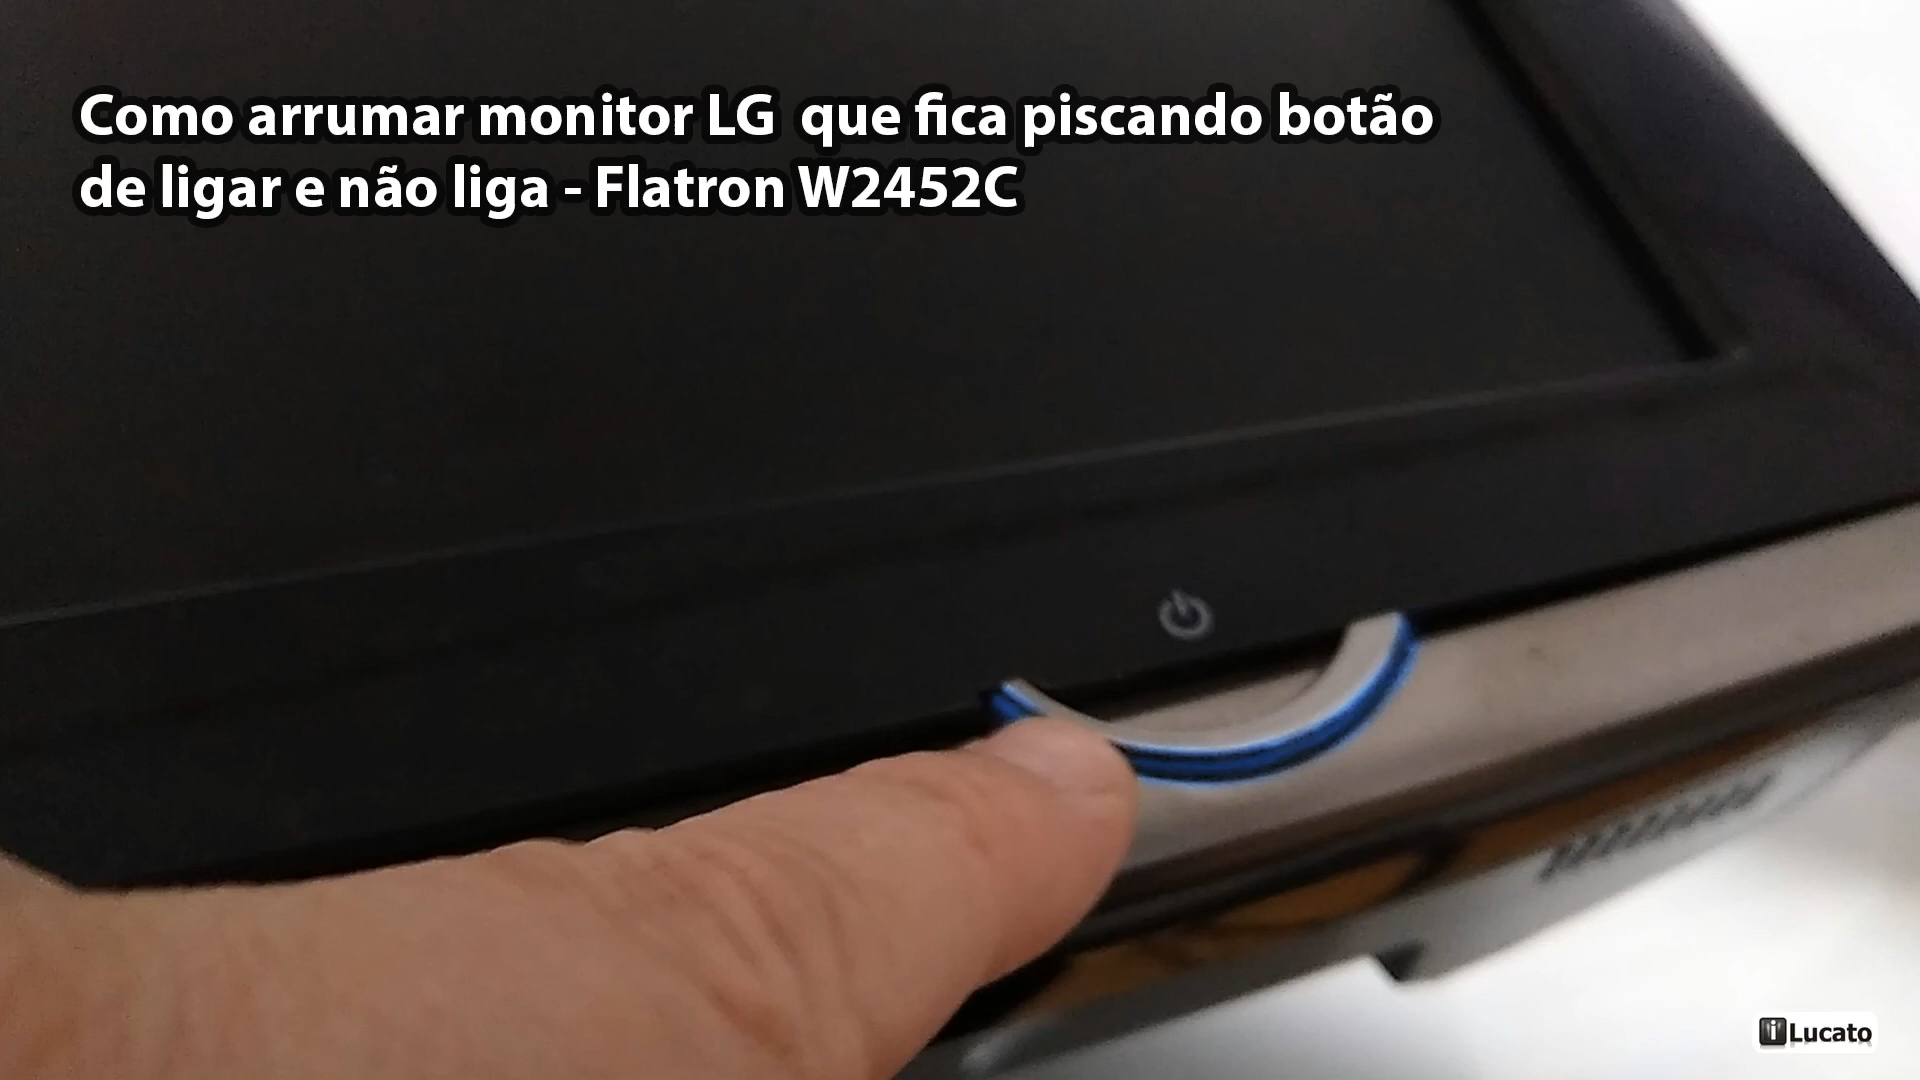 Como arrumar monitor LG  que fica piscando botão
de ligar e não liga - Flatron W2452C
i Lucato